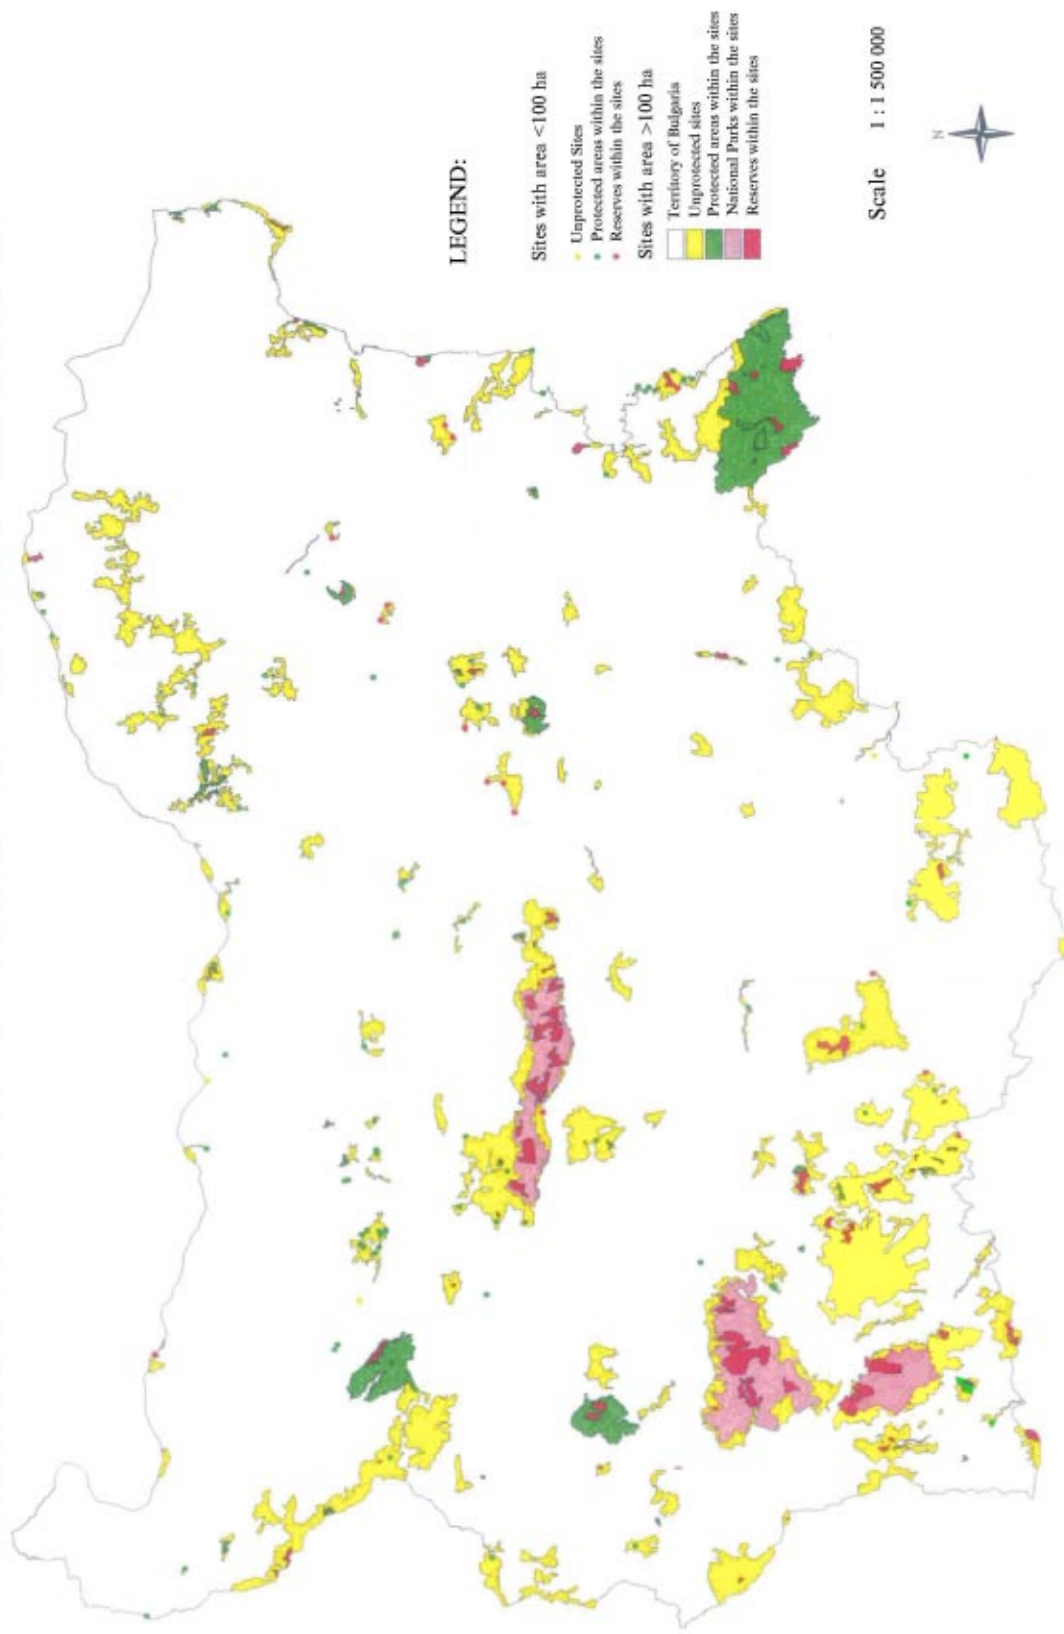 LEGEND:
Sites with area <100 ha
Unprotected Sites
Protected areas within the sites
Reserves within the sites
Sites with area >100 ha
Territory of Bulgaria
Unprotected sites
Protected areas within the sites
National Parks within the sites
Reserves within the sites
Scale 1 : 1 500 000
N